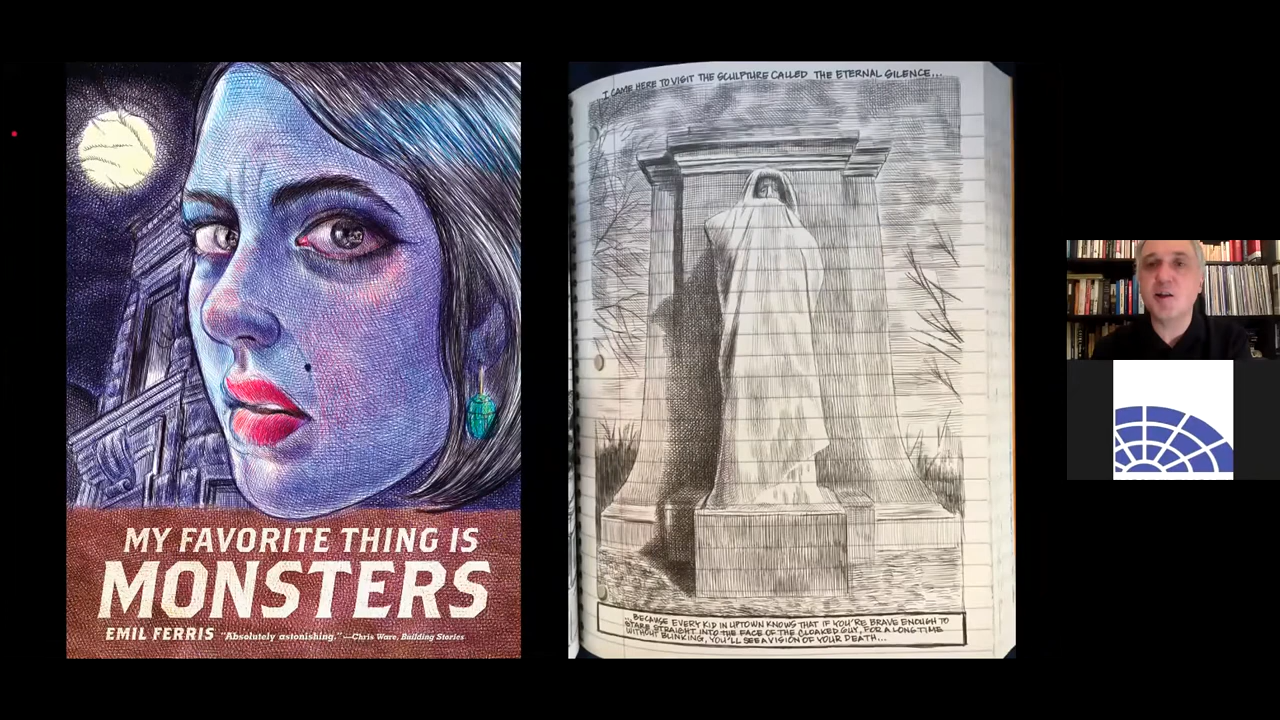 MY FAVORITE THING IS
MONSTERS
EMIL FERRIS "Absolutely astonishing."—Chris Ware, Building Stories
I CAME HERE TO VISIT THE SCULPTURE CALLED THE ETERNAL SILENCE...
BECAUSE EVERY KID IN UPTOWN KNOWS THAT IF YOU'RE BRAVE ENOUGH TO
STARE STRAIGHT INTO THE FACE OF THE CLOAKED GUY, FOR A LONG TIME
WITHOUT BLINKING, YOU'LL SEE A VISION OF YOUR DEATH...